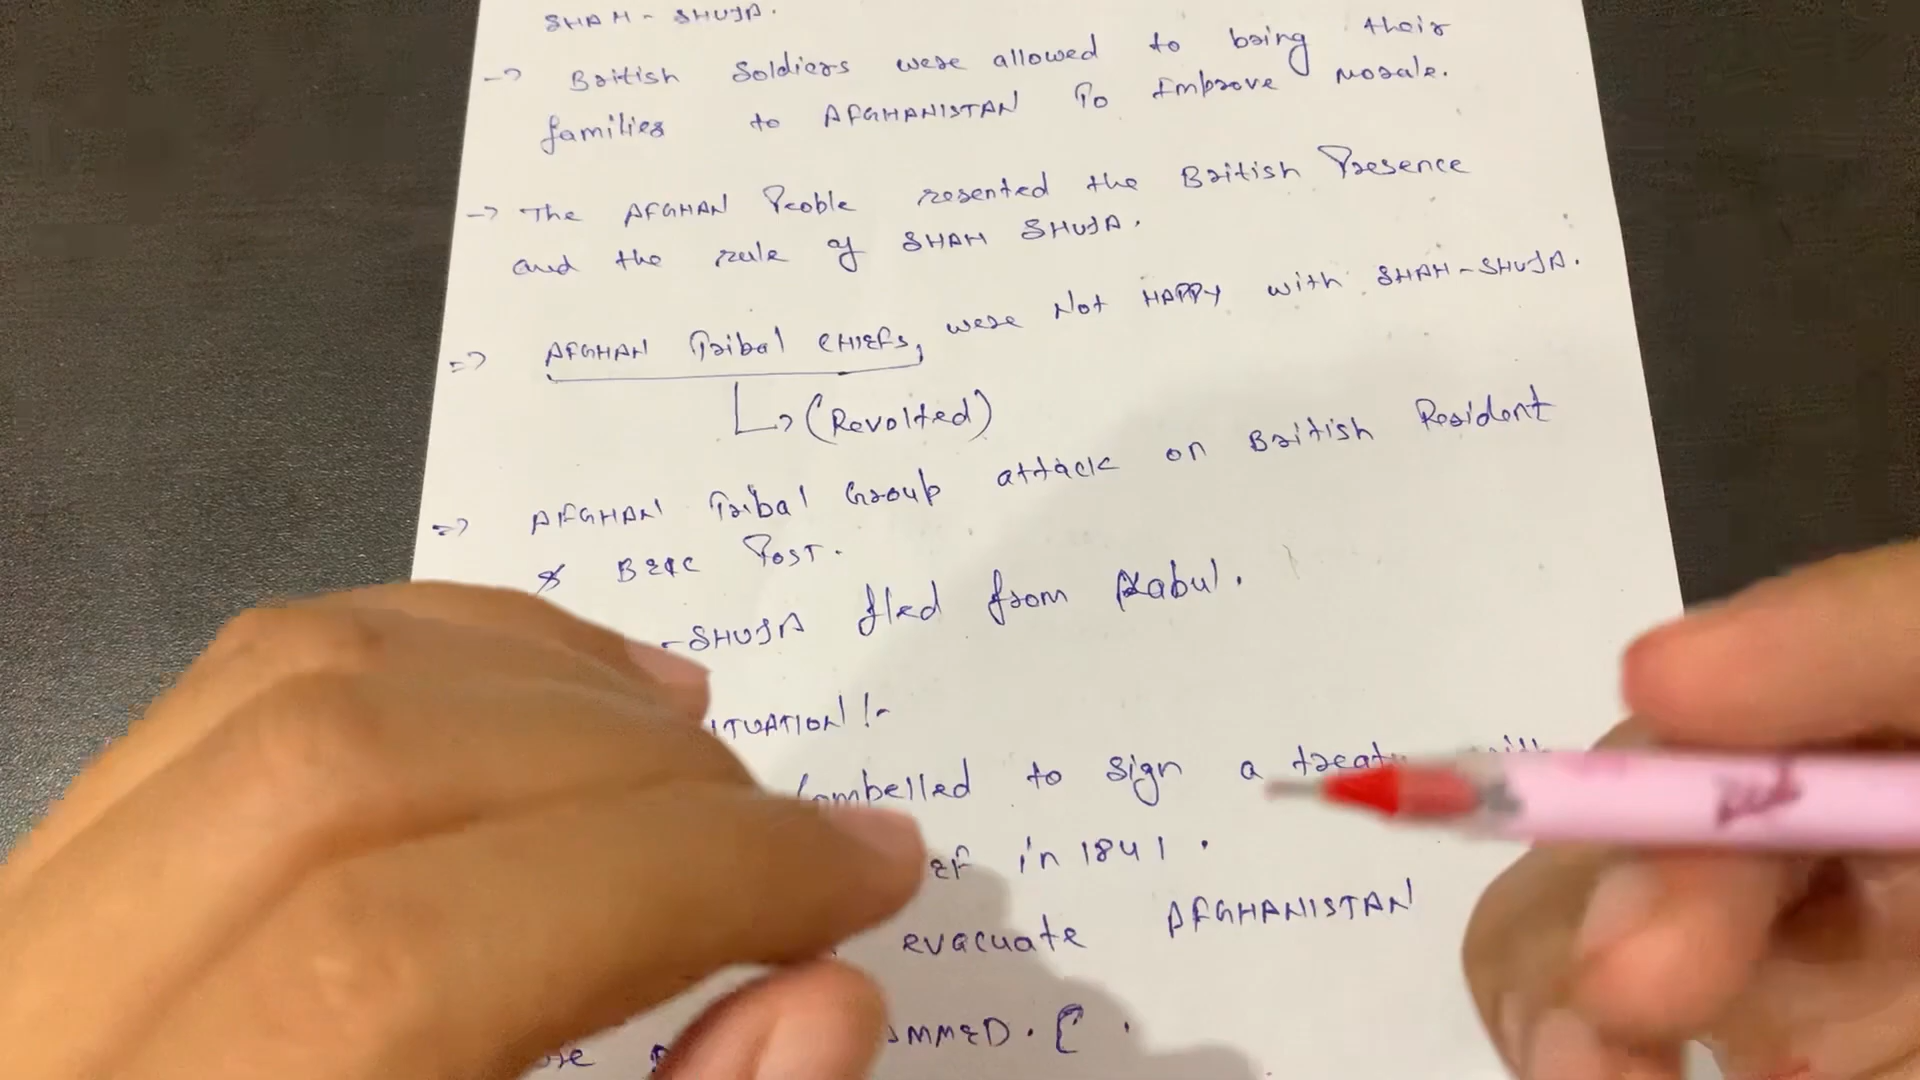 SHAH - SHUJA.
-> British Soldiers were allowed to bring their
families to AFGHANISTAN To Improve morale.
-> The AFGHAN People resented the British Presence
and the rule of SHAH SHUJA.
=> AFGHAN Tribal CHIEFS, were Not HAPPY with SHAH-SHUJA.
(Revolted)
=> AFGHAN Tribal Group attack on British Resident
& POST.
-SHUJA fled from Kabul.
ITUATION :-
Compelled to sign a
EF in 1841.
evacuate AFGHANISTAN
MMED.